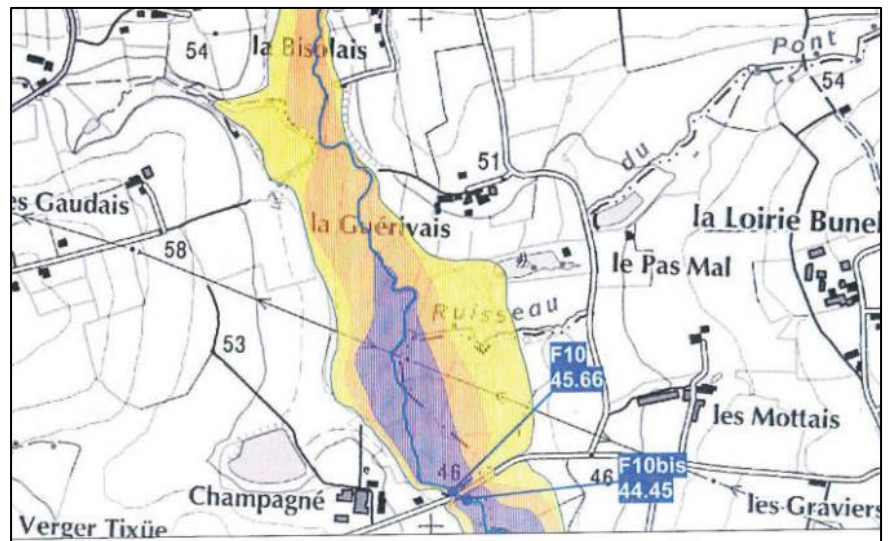 54
la Bisolais
Pont
54
du
51
es Gaudais
la Guérivais
la Loirie Bunel
58
le Pas Mal
Ruisseau
53
F10
45.66
les Mottais
46
46
F10bis
44.45
Champagné
les Graviers
Verger Tixüe